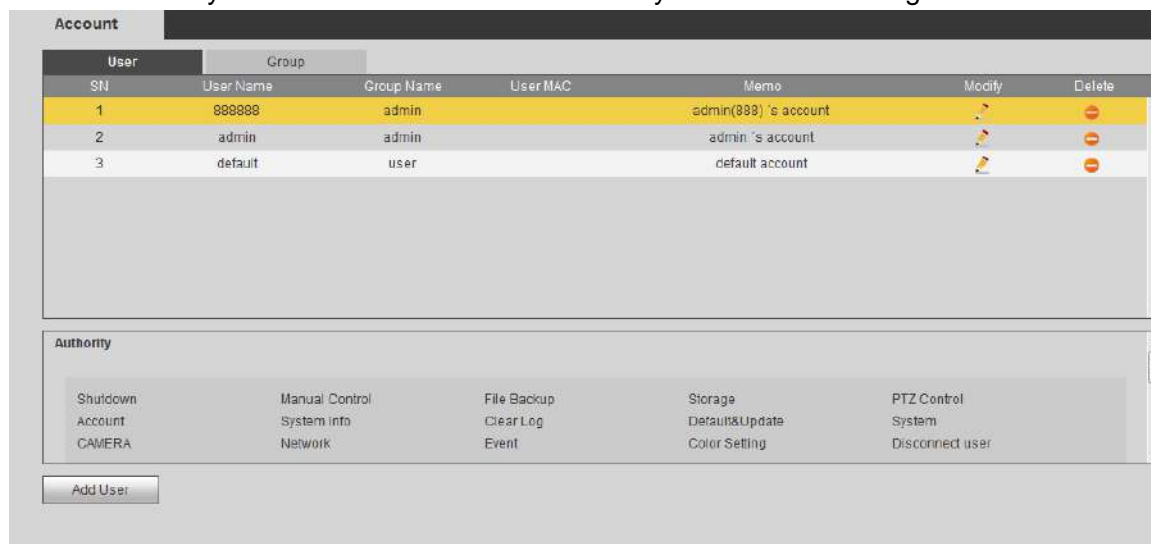 Account
User Group
SN User Name Group Name User MAC Memo Modify Delete
1 888888 admin admin(888) 's account
2 admin admin admin 's account
3 default user default account
Authority
Shutdown Manual Control File Backup Storage PTZ Control
Account System Info Clear Log Default&Update System
CAMERA Network Event Color Setting Disconnect user
Add User